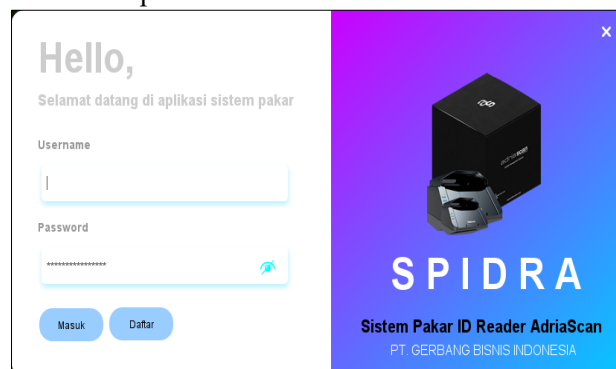 Hello,
Selamat datang di aplikasi sistem pakar
Username
Password
****************
Masuk
Daftar
x
adriascan
SPIDRA
Sistem Pakar ID Reader AdriaScan
PT. GERBANG BISNIS INDONESIA